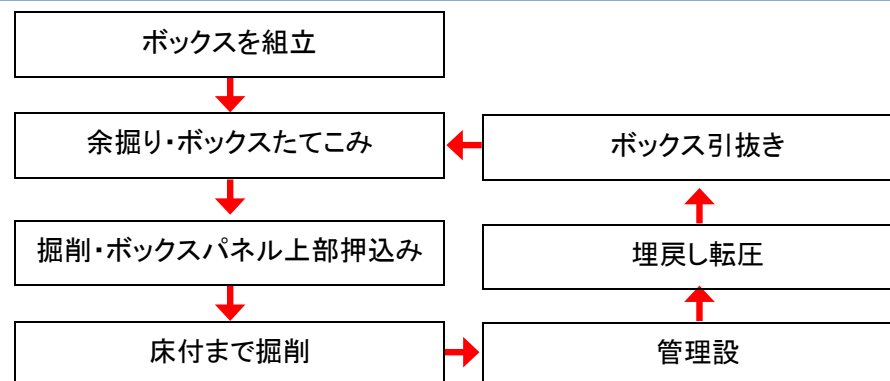 ボックスを組立
余掘り・ボックスたてこみ
ボックス引抜き
掘削・ボックスパネル上部押込み
埋戻し転圧
床付まで掘削
管理設